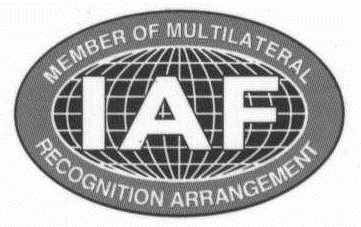 MEMBER OF MULTILATERAL
IAF
RECOGNITION ARRANGEMENT